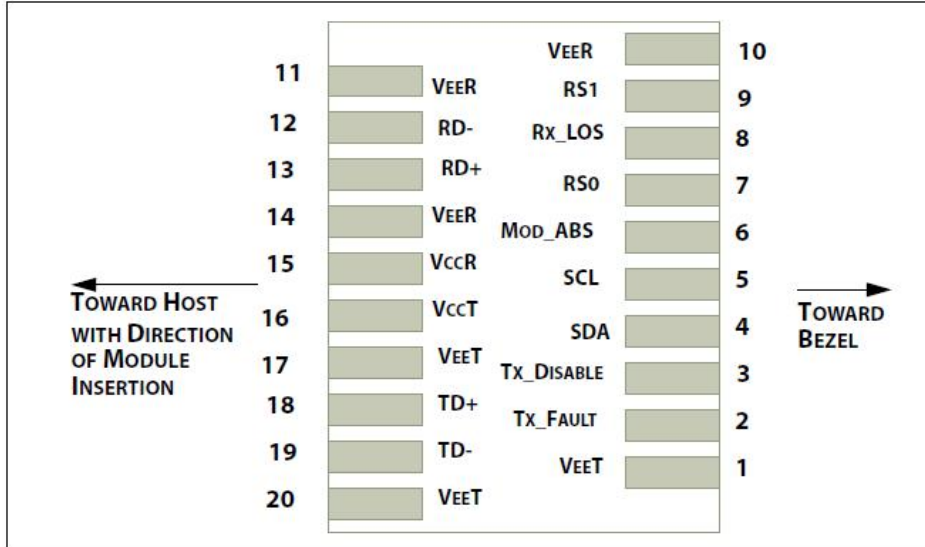 11 VEER
12 RD-
13 RD+
14 VEER
15 VCCR
16 VCCT
17 VEET
18 TD+
19 TD-
20 VEET
VEER 10
RS1 9
RX_LOS 8
RS0 7
MOD_ABS 6
SCL 5
SDA 4
TX_DISABLE 3
TX_FAULT 2
VEET 1
TOWARD HOST
WITH DIRECTION
OF MODULE
INSERTION
TOWARD
BEZEL